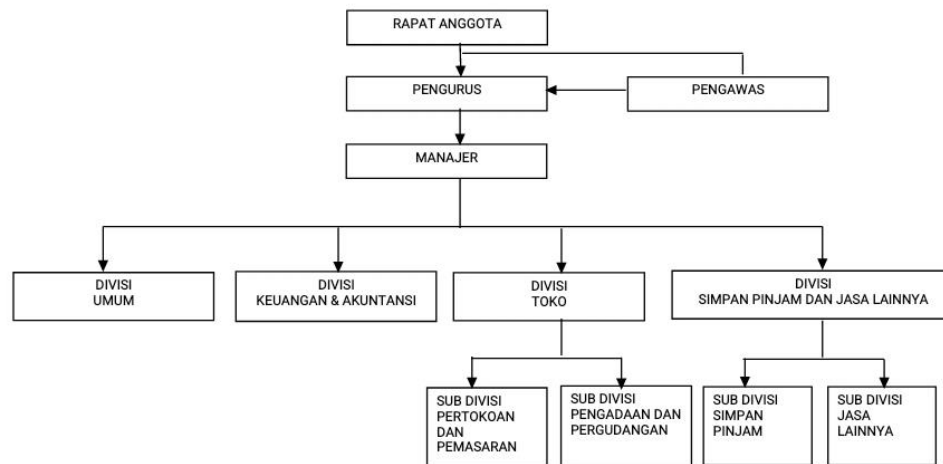 RAPAT ANGGOTA
PENGURUS
PENGAWAS
MANAJER
DIVISI
UMUM
DIVISI
KEUANGAN & AKUNTANSI
DIVISI
TOKO
DIVISI
SIMPAN PINJAM DAN JASA LAINNYA
SUB DIVISI
PERTOKOAN
DAN
PEMASARAN
SUB DIVISI
PENGADAAN DAN
PERGUDANGAN
SUB DIVISI
SIMPAN
PINJAM
SUB DIVISI
JASA
LAINNYA